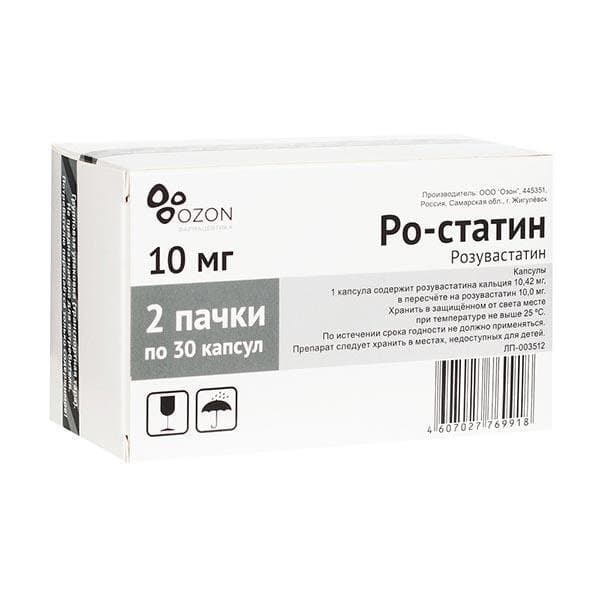 OZON
ФАРМАЦЕВТИКА
10 мг
2 пачки
по 30 капсул
Производитель: ООО "Озон", 445351,
Россия, Самарская обл., г. Жигулёвск
Ро-статин
Розувастатин
Капсулы
1 капсула содержит розувастатина кальция 10,42 мг,
в пересчёте на розувастатин 10,0 мг.
Хранить в защищённом от света месте
при температуре не выше 25 °С.
По истечении срока годности не должно применяться.
Препарат следует хранить в местах, недоступных для детей.
ЛП-003512
4 607027 769918